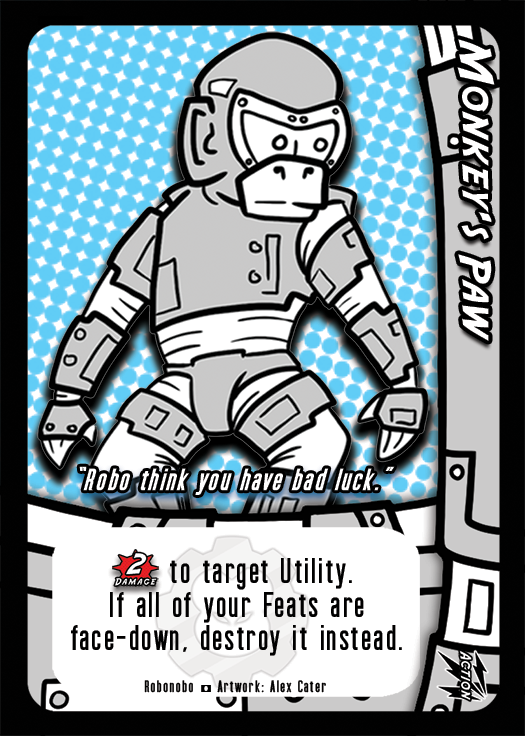 Monkey's Paw
"Robo think you have bad luck."
2 DAMAGE to target Utility.
If all of your Feats are
face-down, destroy it instead.
Robonobo Artwork: Alex Cater
ACTION